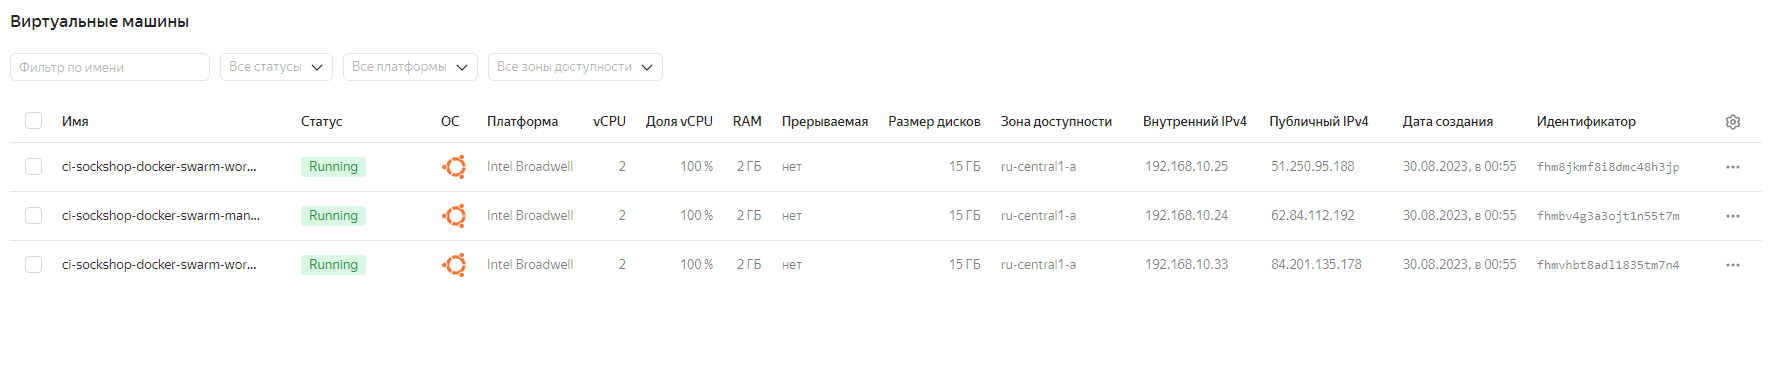 Виртуальные машины
Фильтр по имени Все статусы Все платформы Все зоны доступности
Имя Статус ОС Платформа vCPU Доля vCPU RAM Прерываемая Размер дисков Зона доступности Внутренний IPv4 Публичный IPv4 Дата создания Идентификатор
ci-sockshop-docker-swarm-wor... Running Intel Broadwell 2 100 % 2 ГБ нет 15 ГБ ru-central1-a 192.168.10.25 51.250.95.188 30.08.2023, в 00:55 fhm8jkmf8i8dmc48h3jp
ci-sockshop-docker-swarm-man... Running Intel Broadwell 2 100 % 2 ГБ нет 15 ГБ ru-central1-a 192.168.10.24 62.84.112.192 30.08.2023, в 00:55 fhmbv4g3a3ojt1n55t7m
ci-sockshop-docker-swarm-wor... Running Intel Broadwell 2 100 % 2 ГБ нет 15 ГБ ru-central1-a 192.168.10.33 84.201.135.178 30.08.2023, в 00:55 fhmvhbt8adl1835tm7n4